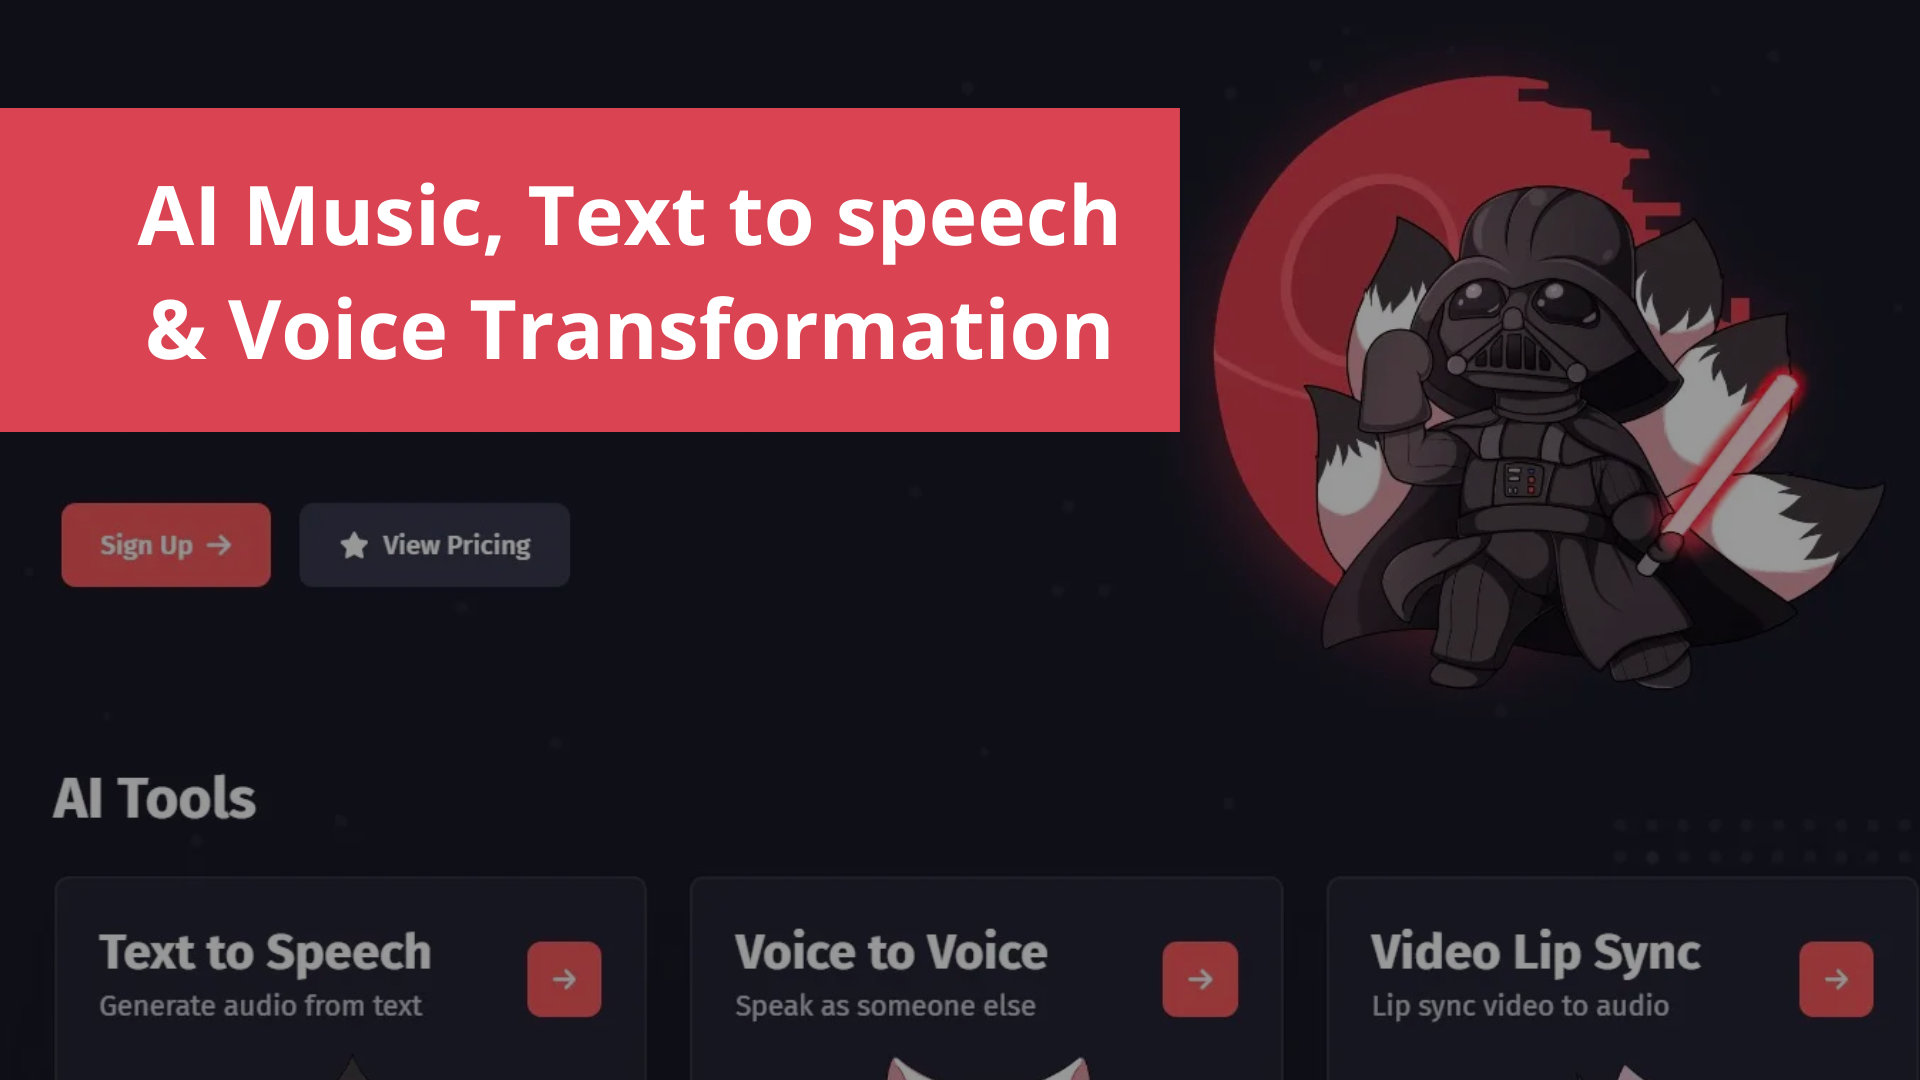 AI Music, Text to speech
& Voice Transformation
Sign Up
View Pricing
AI Tools
Text to Speech
Generate audio from text
Voice to Voice
Speak as someone else
Video Lip Sync
Lip sync video to audio